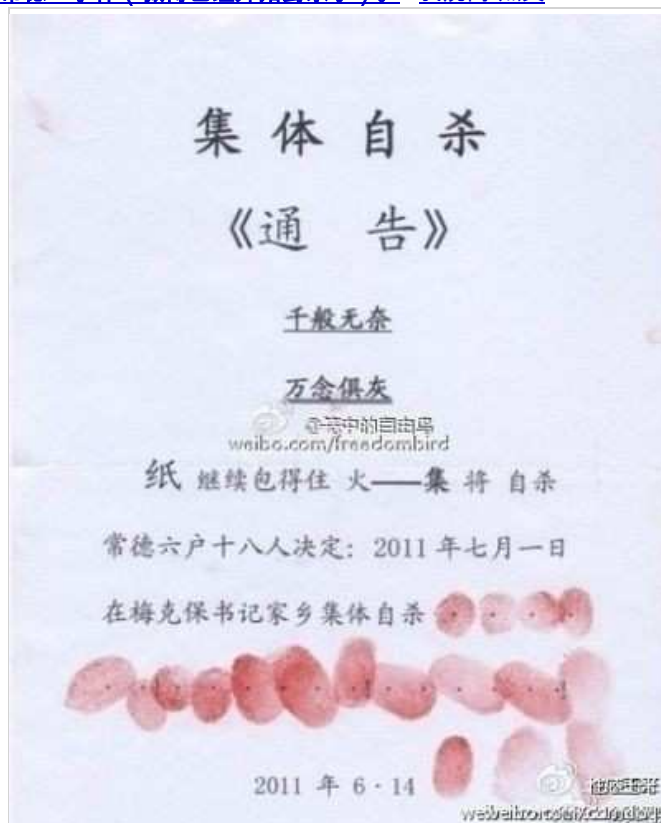 集 体 自 杀
《通 告》
千般无奈
万念俱灰
@笼中的自由鸟
weibo.com/freedombird
纸 继续包得住 火——集 将 自杀
常德六户十八人决定：2011年七月一日
在梅克保书记家乡集体自杀
2011 年 6·14